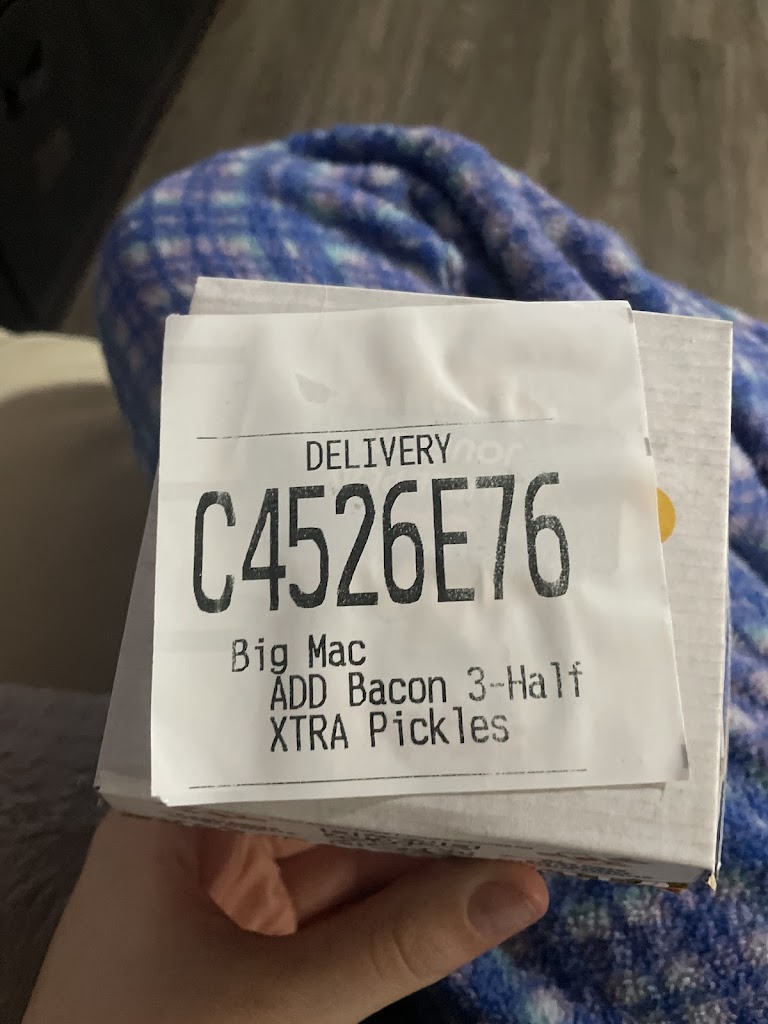 DELIVERY
C4526E76
Big Mac
ADD Bacon 3-Half
XTRA Pickles